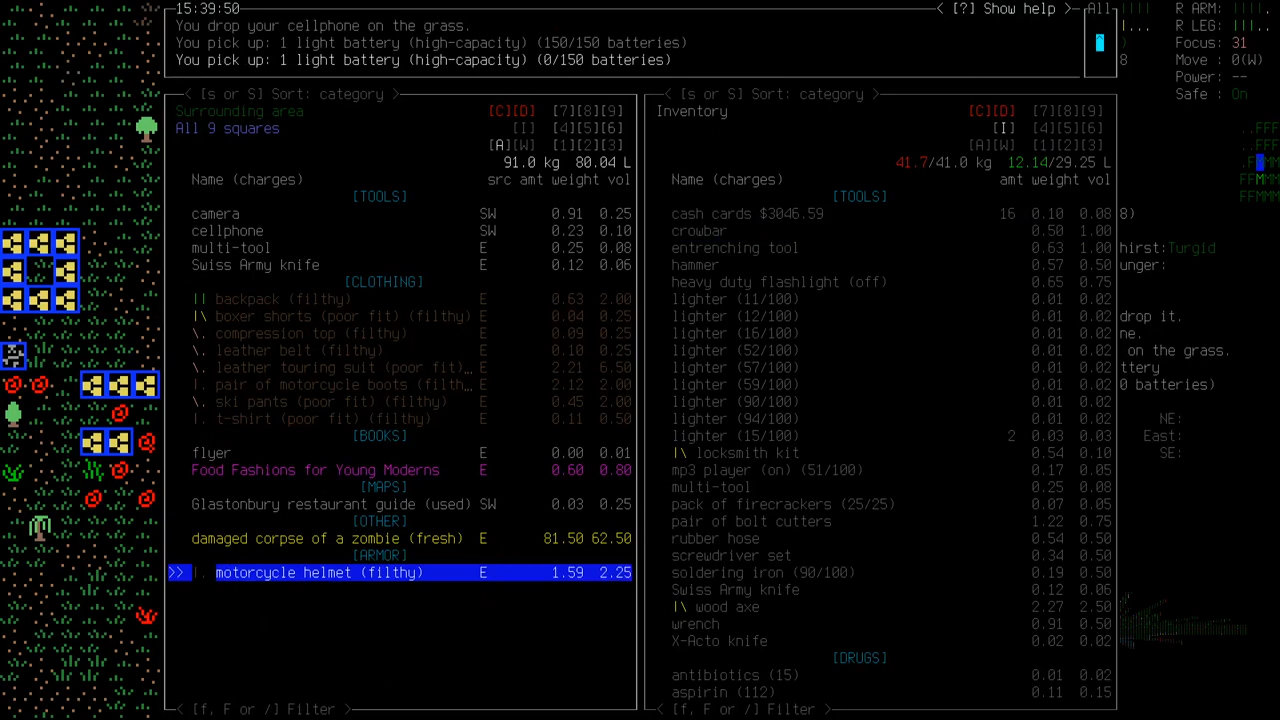 15:39:50 < [?] Show help > All R ARM:
You drop your cellphone on the grass. R LEG:
You pick up: 1 light battery (high-capacity) (150/150 batteries) Focus: 31
You pick up: 1 light battery (high-capacity) (0/150 batteries) 8 Move : 0(W)
Power: --
Safe : On
< [s or S] Sort: category > < [s or S] Sort: category >
Surrounding area [C][D] [7][8][9] Inventory [C][D] [7][8][9]
All 9 squares [I] [4][5][6] [I] [4][5][6]
[A][W] [1][2][3] [A][W] [1][2][3]
91.0 kg 80.04 L 41.7/41.0 kg 12.14/29.25 L
Name (charges) src amt weight vol Name (charges) amt weight vol
[TOOLS] [TOOLS]
camera SW 0.91 0.25 cash cards $3046.59 16 0.10 0.08 8)
cellphone SW 0.23 0.10 crowbar 0.50 1.00
multi-tool E 0.25 0.08 entrenching tool 0.63 1.00 hirst:Turgid
Swiss Army knife E 0.12 0.06 hammer 0.57 0.50 unger:
[CLOTHING] heavy duty flashlight (off) 0.65 0.75
|| backpack (filthy) E 0.63 2.00 lighter (11/100) 0.01 0.02
|\ boxer shorts (poor fit) (filthy) E 0.04 0.25 lighter (12/100) 0.01 0.02 drop it.
\. compression top (filthy) E 0.09 0.25 lighter (16/100) 0.01 0.02 ne.
\. leather belt (filthy) E 0.10 0.25 lighter (52/100) 0.01 0.02 on the grass.
\. leather touring suit (poor fit)… E 2.21 6.50 lighter (57/100) 0.01 0.02 ttery
|. pair of motorcycle boots (filth… E 2.12 2.00 lighter (59/100) 0.01 0.02 0 batteries)
\. ski pants (poor fit) (filthy) E 0.45 2.00 lighter (90/100) 0.01 0.02
|. t-shirt (poor fit) (filthy) E 0.11 0.50 lighter (94/100) 0.01 0.02 NE:
[BOOKS] lighter (15/100) 2 0.03 0.03 East:
flyer E 0.00 0.01 |\ locksmith kit 0.54 0.10 SE:
Food Fashions for Young Moderns E 0.60 0.80 mp3 player (on) (51/100) 0.17 0.05
[MAPS] multi-tool 0.25 0.08
Glastonbury restaurant guide (used) SW 0.03 0.25 pack of firecrackers (25/25) 0.07 0.05
[OTHER] pair of bolt cutters 1.22 0.75
damaged corpse of a zombie (fresh) E 81.50 62.50 rubber hose 0.54 0.50
[ARMOR] screwdriver set 0.34 0.50
>> |. motorcycle helmet (filthy) E 1.59 2.25 soldering iron (90/100) 0.19 0.50
Swiss Army knife 0.12 0.06
|\ wood axe 2.27 2.50
wrench 0.91 0.50
X-Acto knife 0.02 0.02
[DRUGS]
antibiotics (15) 0.01 0.02
aspirin (112) 0.11 0.15
< [f, F or /] Filter > < [f, F or /] Filter >